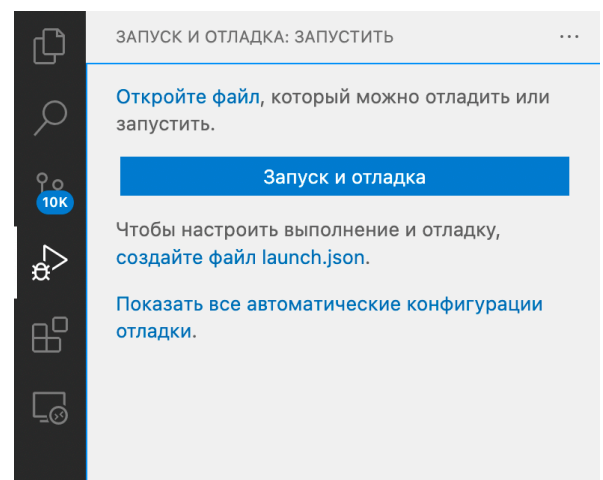 ЗАПУСК И ОТЛАДКА: ЗАПУСТИТЬ
Откройте файл, который можно отладить или
запустить.
Запуск и отладка
10K
Чтобы настроить выполнение и отладку,
создайте файл launch.json.
Показать все автоматические конфигурации
отладки.